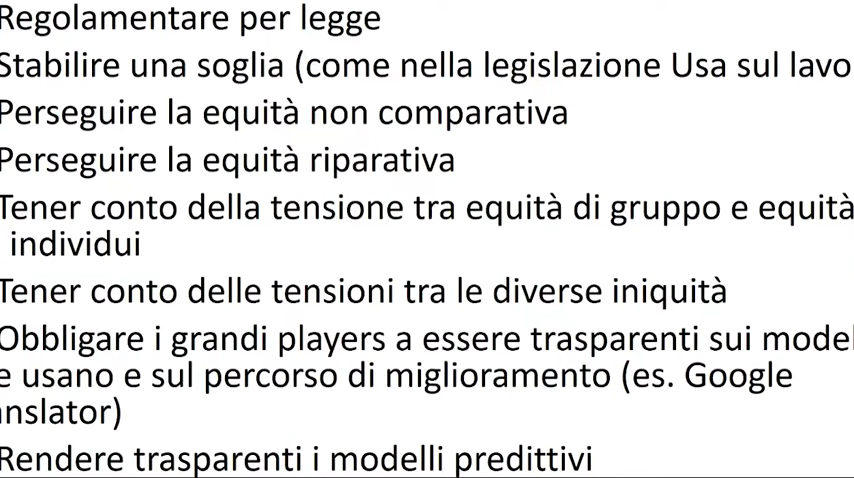 Regolamentare per legge
Stabilire una soglia (come nella legislazione Usa sul lavo
Perseguire la equità non comparativa
Perseguire la equità riparativa
Tener conto della tensione tra equità di gruppo e equità
individui
Tener conto delle tensioni tra le diverse iniquità
Obbligare i grandi players a essere trasparenti sui model
e usano e sul percorso di miglioramento (es. Google
anslator)
Rendere trasparenti i modelli predittivi